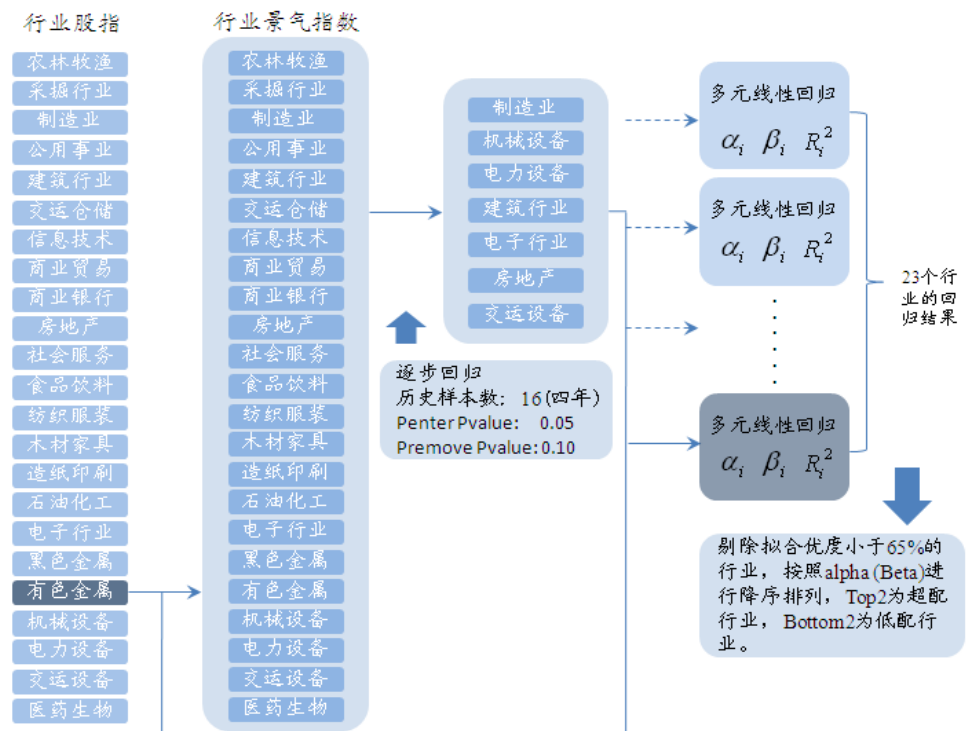 行业股指
农林牧渔
采掘行业
制造业
公用事业
建筑行业
交运仓储
信息技术
商业贸易
商业银行
房地产
社会服务
食品饮料
纺织服装
木材家具
造纸印刷
石油化工
电子行业
黑色金属
有色金属
机械设备
电力设备
交运设备
医药生物
行业景气指数
农林牧渔
采掘行业
制造业
公用事业
建筑行业
交运仓储
信息技术
商业贸易
商业银行
房地产
社会服务
食品饮料
纺织服装
木材家具
造纸印刷
石油化工
电子行业
黑色金属
有色金属
机械设备
电力设备
交运设备
医药生物
制造业
机械设备
电力设备
建筑行业
电子行业
房地产
交运设备
逐步回归
历史样本数: 16(四年)
Penter Pvalue: 0.05
Premove Pvalue: 0.10
多元线性回归
α_i β_i R_i^2
多元线性回归
α_i β_i R_i^2
多元线性回归
α_i β_i R_i^2
23个行
业的回
归结果
剔除拟合优度小于65%的
行业，按照alpha (Beta)进
行降序排列，Top2为超配
行业，Bottom2为低配行
业。